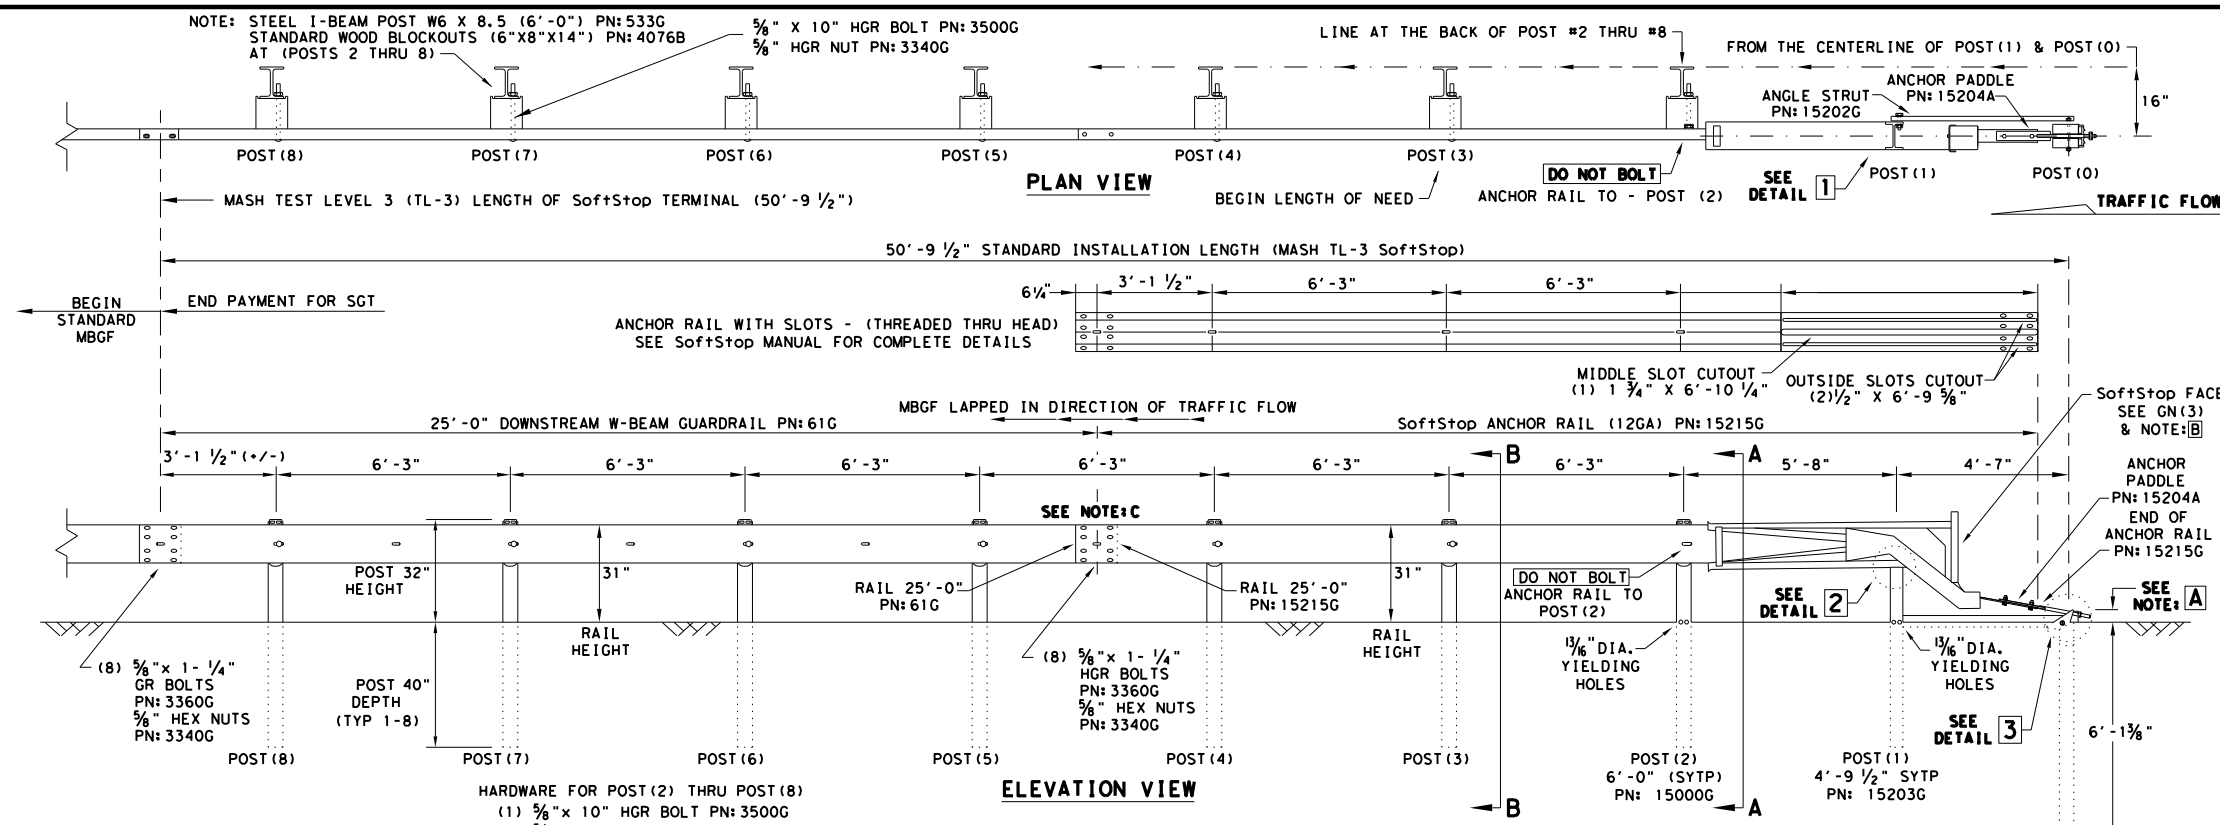 NOTE: STEEL I-BEAM POST W6 X 8.5 (6'-0") PN:533G
STANDARD WOOD BLOCKOUTS (6"X8"X14") PN:4076B
AT (POSTS 2 THRU 8)
⅝" X 10" HGR BOLT PN:3500G
⅝" HGR NUT PN:3340G
LINE AT THE BACK OF POST #2 THRU #8
FROM THE CENTERLINE OF POST(1) & POST(0)
ANCHOR PADDLE
PN:15204A
ANGLE STRUT
PN:15202G
16"
POST(8)
POST(7)
POST(6)
POST(5)
POST(4)
POST(3)
DO NOT BOLT
ANCHOR RAIL TO - POST (2)
SEE
DETAIL 1
POST(1)
POST(0)
PLAN VIEW
BEGIN LENGTH OF NEED
TRAFFIC FLOW
MASH TEST LEVEL 3 (TL-3) LENGTH OF SoftStop TERMINAL (50'-9 ½")
50'-9 ½" STANDARD INSTALLATION LENGTH (MASH TL-3 SoftStop)
BEGIN
STANDARD
MBGF
END PAYMENT FOR SGT
6¼"
3'-1 ½"
6'-3"
6'-3"
ANCHOR RAIL WITH SLOTS - (THREADED THRU HEAD)
SEE SoftStop MANUAL FOR COMPLETE DETAILS
MIDDLE SLOT CUTOUT
(1) 1 ¾" X 6'-10 ¼"
OUTSIDE SLOTS CUTOUT
(2)½" X 6'-9 ⅝"
SoftStop FACE
SEE GN(3)
& NOTE:B
MBGF LAPPED IN DIRECTION OF TRAFFIC FLOW
25'-0" DOWNSTREAM W-BEAM GUARDRAIL PN:61G
SoftStop ANCHOR RAIL (12GA) PN:15215G
3'-1 ½"(+/-)
6'-3"
6'-3"
6'-3"
6'-3"
6'-3"
6'-3"
5'-8"
4'-7"
B
A
ANCHOR
PADDLE
PN:15204A
END OF
ANCHOR RAIL
PN:15215G
SEE NOTE:C
POST 32"
HEIGHT
31"
RAIL
HEIGHT
RAIL 25'-0"
PN:61G
RAIL 25'-0"
PN:15215G
31"
RAIL
HEIGHT
DO NOT BOLT
ANCHOR RAIL TO
POST(2)
SEE
DETAIL 2
SEE
NOTE: A
(8) ⅝"x 1- ¼"
GR BOLTS
PN:3360G
⅝" HEX NUTS
PN:3340G
POST 40"
DEPTH
(TYP 1-8)
(8) ⅝"x 1- ¼"
HGR BOLTS
PN:3360G
⅝" HEX NUTS
PN:3340G
13/16" DIA.
YIELDING
HOLES
13/16" DIA.
YIELDING
HOLES
SEE
DETAIL 3
6'-1⅜"
POST(8)
POST(7)
POST(6)
POST(5)
POST(4)
POST(3)
POST(2)
6'-0" (SYTP)
PN: 15000G
POST(1)
4'-9 ½" SYTP
PN: 15203G
HARDWARE FOR POST(2) THRU POST(8)
(1) ⅝"x 10" HGR BOLT PN:3500G
ELEVATION VIEW
B
A